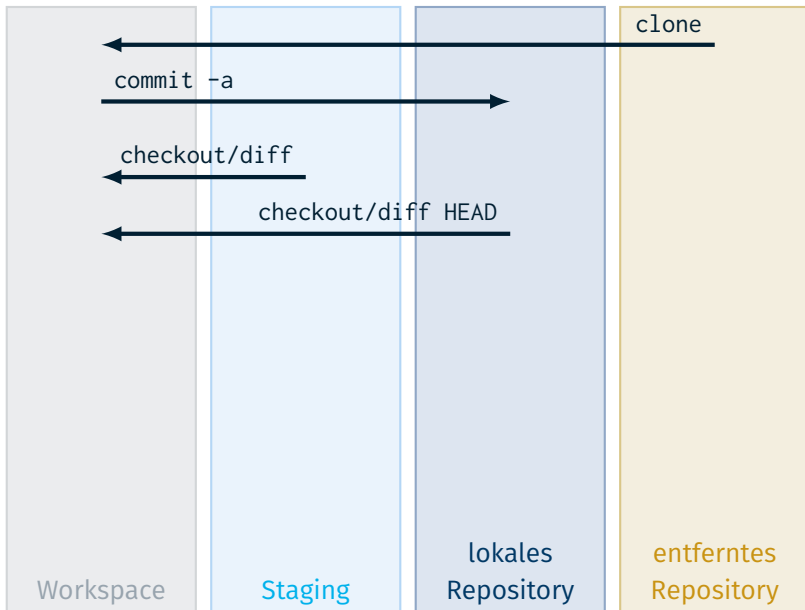 clone
commit -a
checkout/diff
checkout/diff HEAD
Workspace
Staging
lokales
Repository
entferntes
Repository